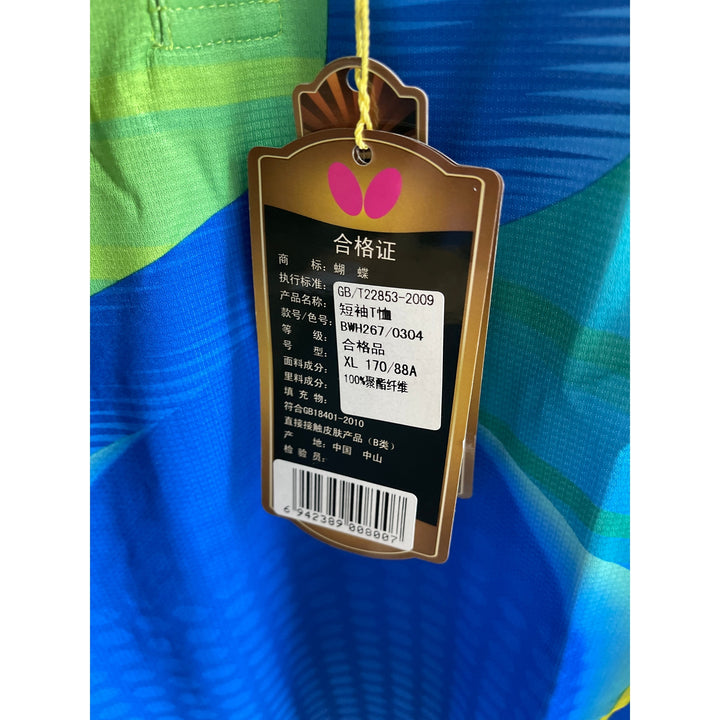 合格证
商 标: 蝴 蝶
执行标准: GB/T22853-2009
产品名称: 短袖T恤
款号/色号: BWH267/0304
等 级: 合格品
号 型: XL 170/88A
面料成分: 100%聚酯纤维
里料成分:
填 充 物:
符合GB18401-2010
直接接触皮肤产品（B类）
产 地: 中国 中山
检 验 员:
6 942389 008007